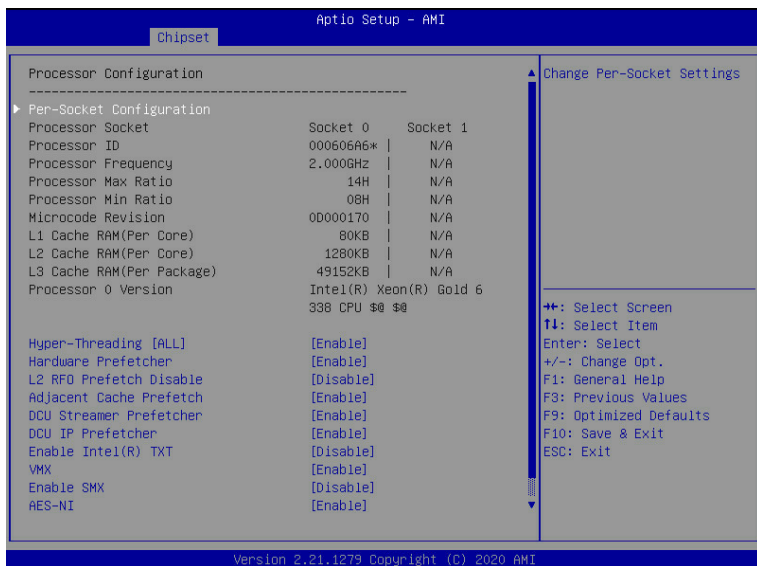 Aptio Setup - AMI
Chipset
Processor Configuration
--------------------------------------------------
Per-Socket Configuration
Processor Socket Socket 0 Socket 1
Processor ID 000606A6* | N/A
Processor Frequency 2.000GHz | N/A
Processor Max Ratio 14H | N/A
Processor Min Ratio 08H | N/A
Microcode Revision 0D000170 | N/A
L1 Cache RAM(Per Core) 80KB | N/A
L2 Cache RAM(Per Core) 1280KB | N/A
L3 Cache RAM(Per Package) 49152KB | N/A
Processor 0 Version Intel(R) Xeon(R) Gold 6
338 CPU $@ $@
Hyper-Threading [ALL] [Enable]
Hardware Prefetcher [Enable]
L2 RFO Prefetch Disable [Disable]
Adjacent Cache Prefetch [Enable]
DCU Streamer Prefetcher [Enable]
DCU IP Prefetcher [Enable]
Enable Intel(R) TXT [Disable]
VMX [Enable]
Enable SMX [Disable]
AES-NI [Enable]
Change Per-Socket Settings
→←: Select Screen
↑↓: Select Item
Enter: Select
+/-: Change Opt.
F1: General Help
F3: Previous Values
F9: Optimized Defaults
F10: Save & Exit
ESC: Exit
Version 2.21.1279 Copyright (C) 2020 AMI